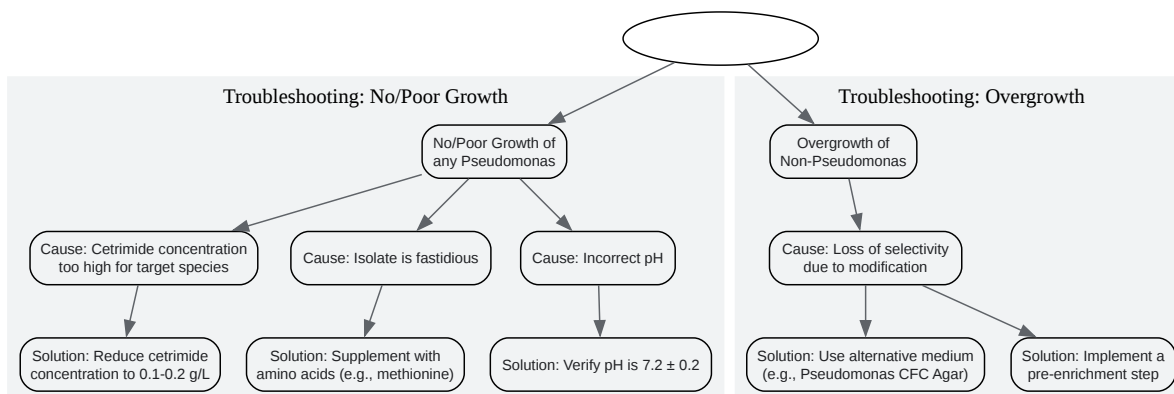 Troubleshooting: No/Poor Growth
Troubleshooting: Overgrowth
No/Poor Growth of
any Pseudomonas
Overgrowth of
Non-Pseudomonas
Cause: Cetrimide concentration
too high for target species
Cause: Isolate is fastidious
Cause: Incorrect pH
Cause: Loss of selectivity
due to modification
Solution: Reduce cetrimide
concentration to 0.1-0.2 g/L
Solution: Supplement with
amino acids (e.g., methionine)
Solution: Verify pH is 7.2 ± 0.2
Solution: Use alternative medium
(e.g., Pseudomonas CFC Agar)
Solution: Implement a
pre-enrichment step